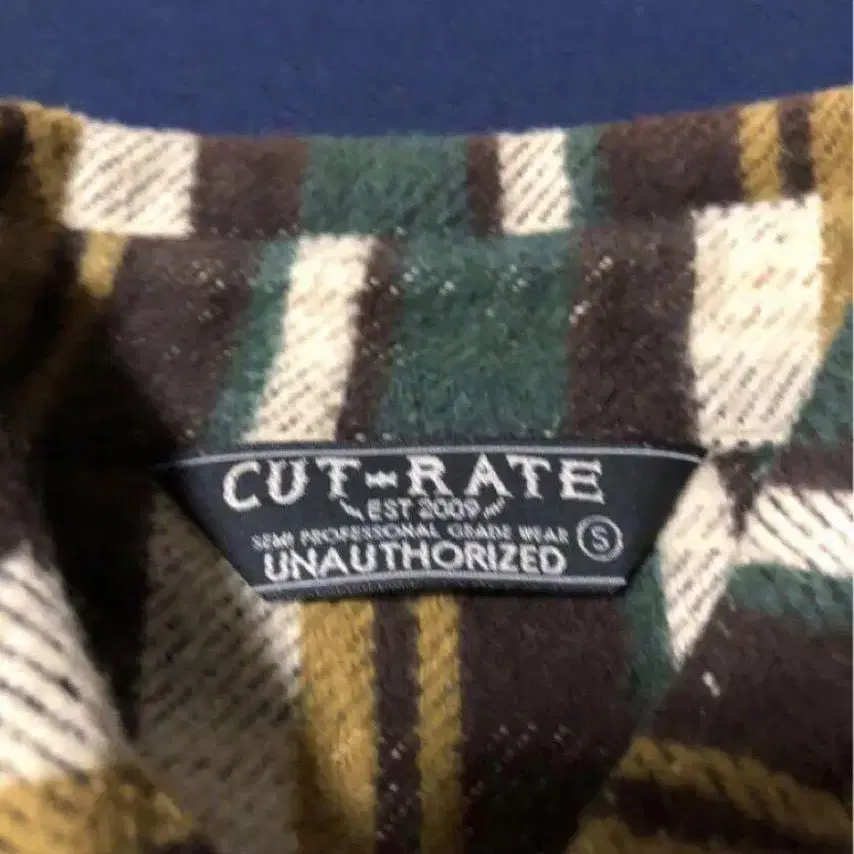 CUT-RATE
EST 2009
SEMI PROFESSIONAL GRADE WEAR S
UNAUTHORIZED